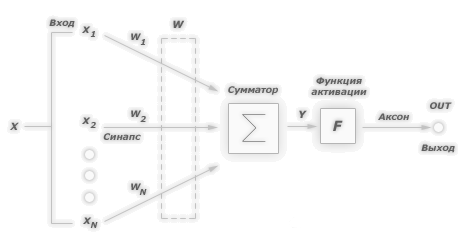 Вход
X
X1
X2
XN
W1
W2
WN
Синапс
W
Сумматор
Σ
Y
Функция
активации
F
Аксон
OUT
Выход